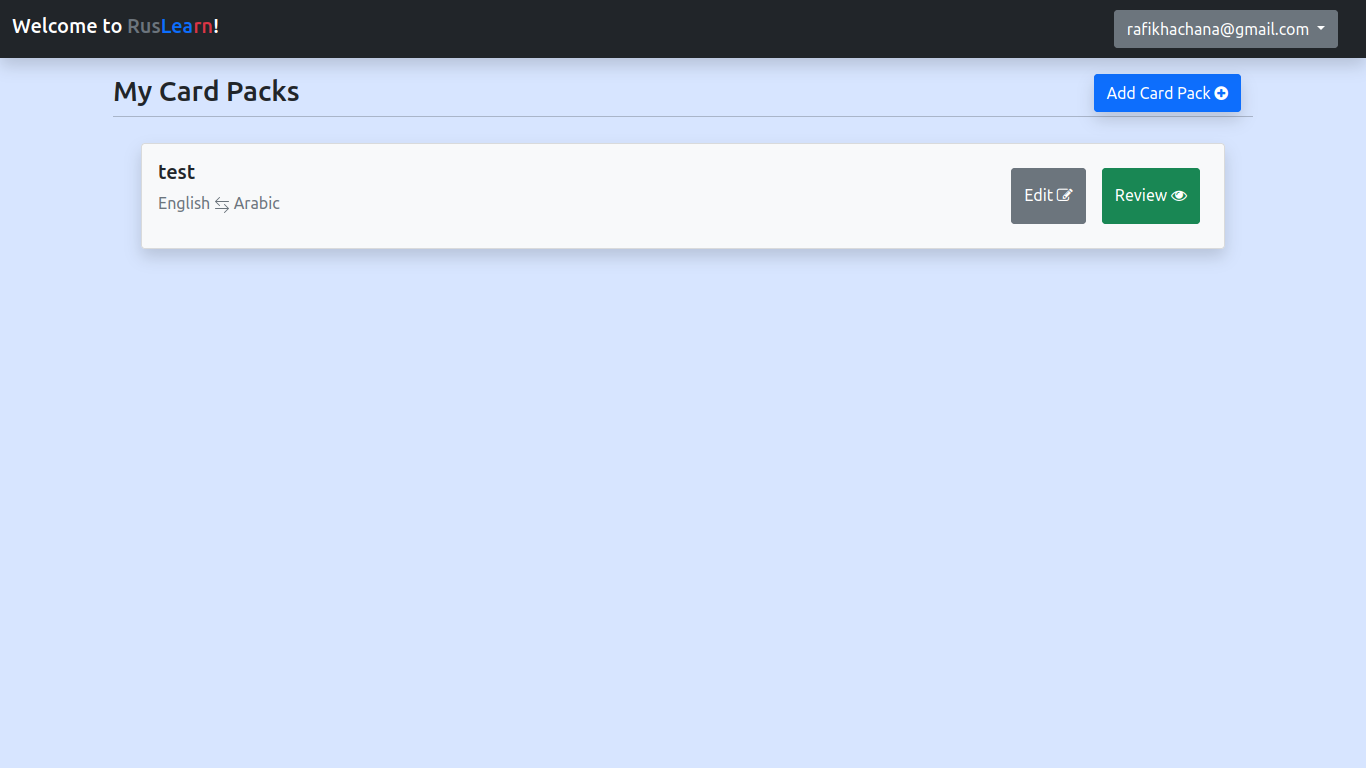 Welcome to RusLearn!
rafikhachana@gmail.com
My Card Packs
Add Card Pack
test
English ⇆ Arabic
Edit
Review